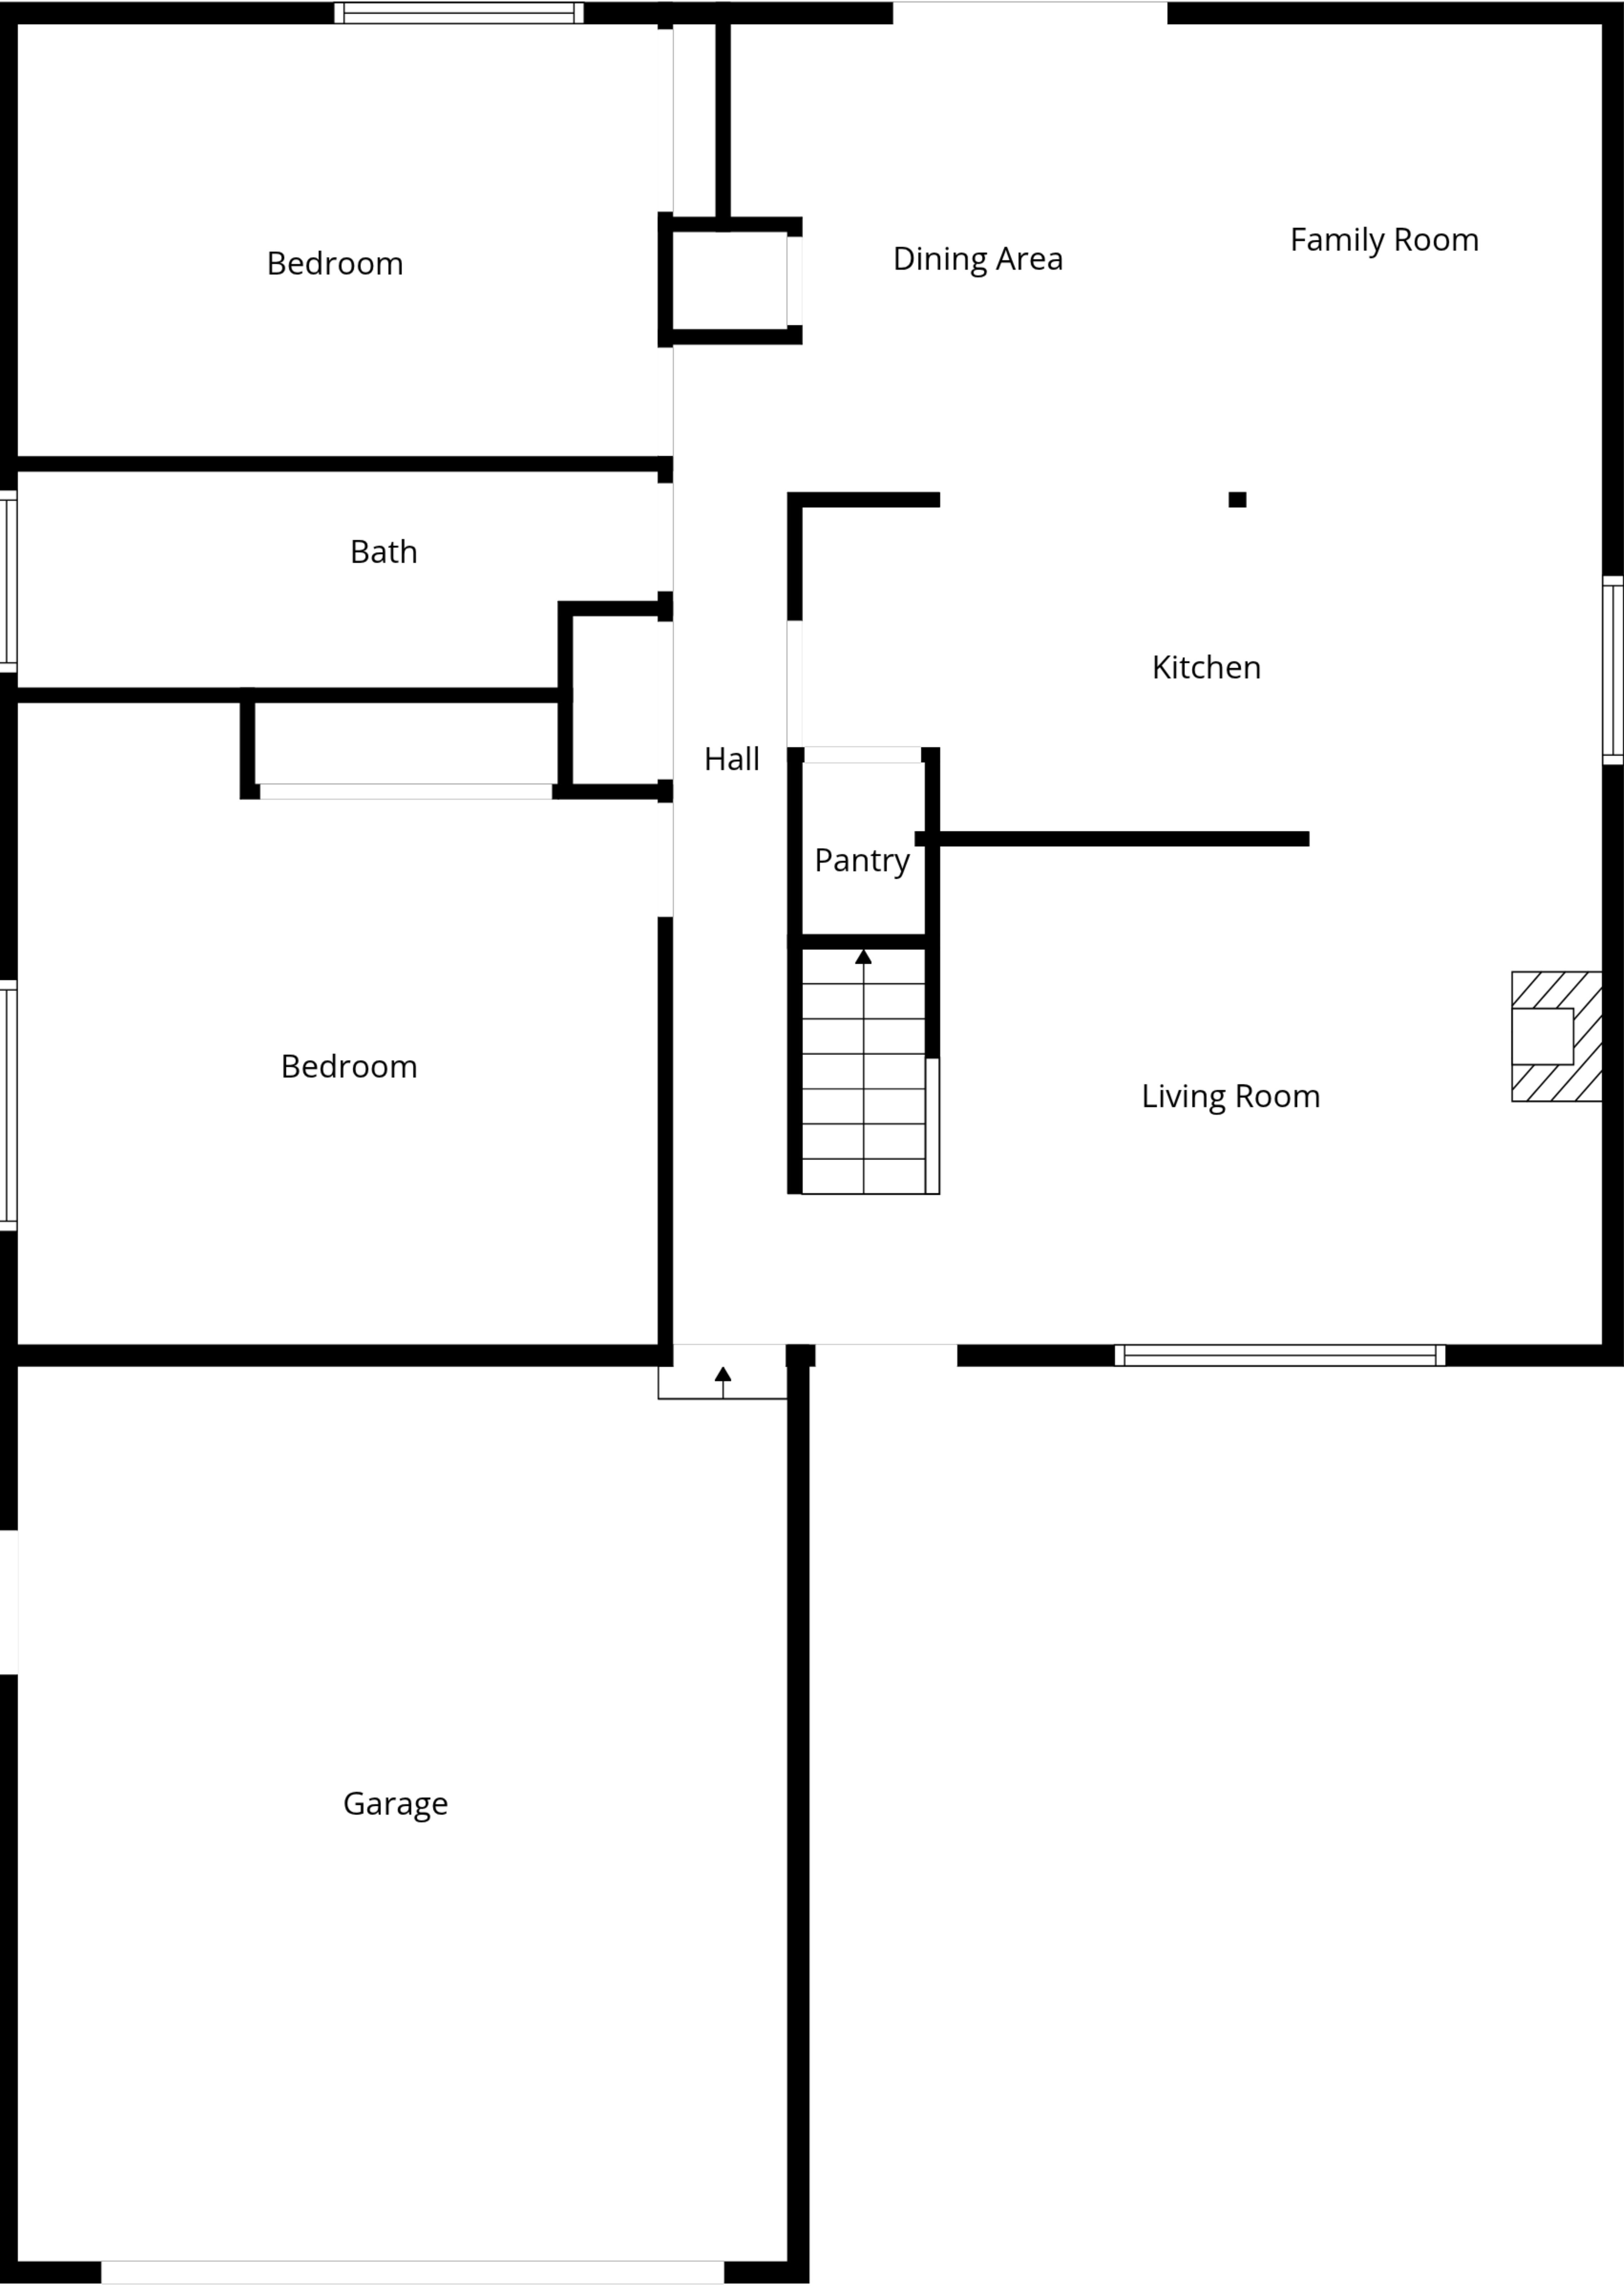 Family Room
Dining Area
Bedroom
Bath
Kitchen
Hall
Pantry
Bedroom
Living Room
Garage